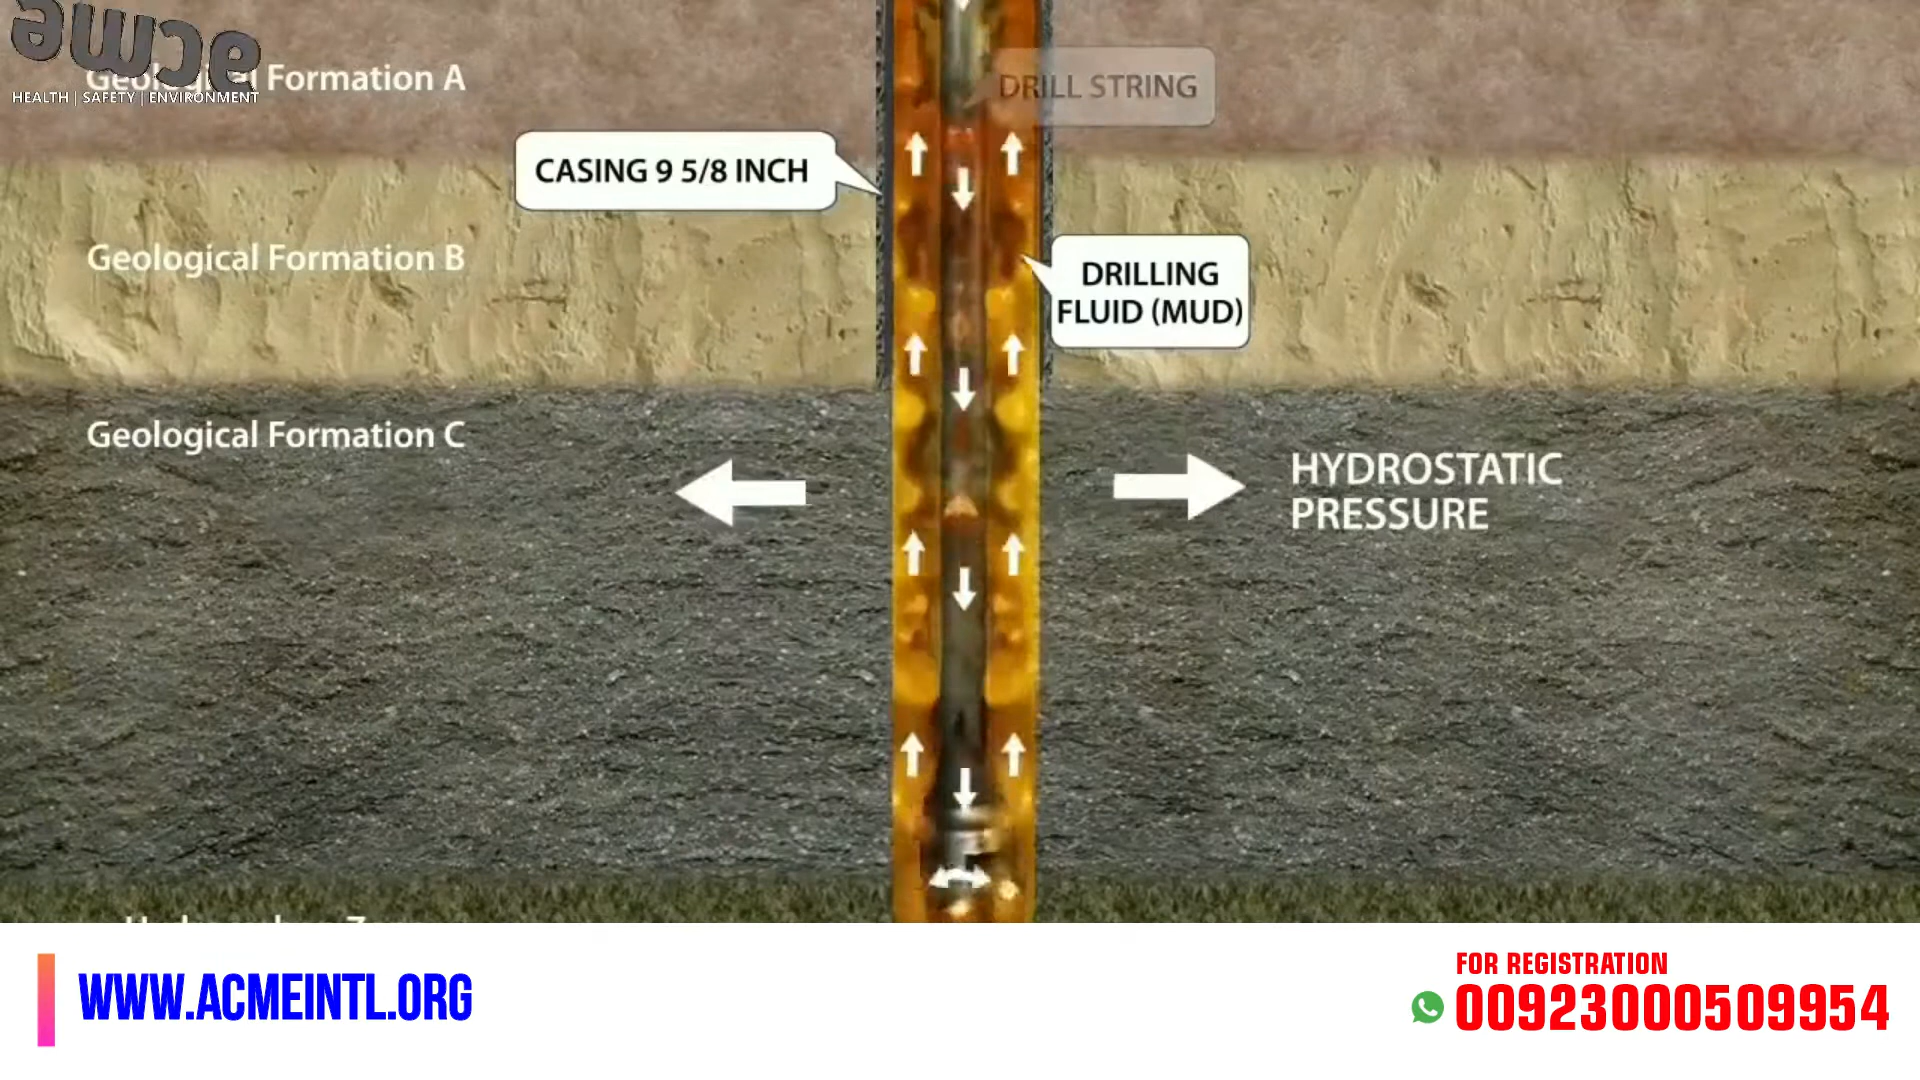 acme
Geological Formation A
HEALTH | SAFETY | ENVIRONMENT
DRILL STRING
CASING 9 5/8 INCH
Geological Formation B
DRILLING
FLUID (MUD)
Geological Formation C
HYDROSTATIC
PRESSURE
WWW.ACMEINTL.ORG
FOR REGISTRATION
00923000509954